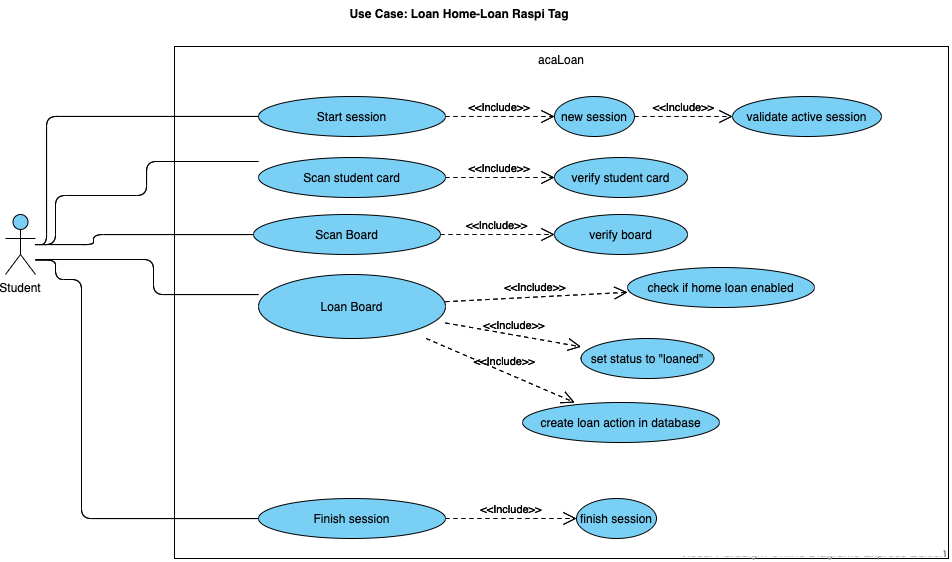 Use Case: Loan Home-Loan Raspi Tag
acaLoan
Start session
<<Include>>
new session
<<Include>>
validate active session
Scan student card
<<Include>>
verify student card
Scan Board
<<Include>>
verify board
Student
Loan Board
<<Include>>
check if home loan enabled
<<Include>>
set status to "loaned"
<<Include>>
create loan action in database
Finish session
<<Include>>
finish session